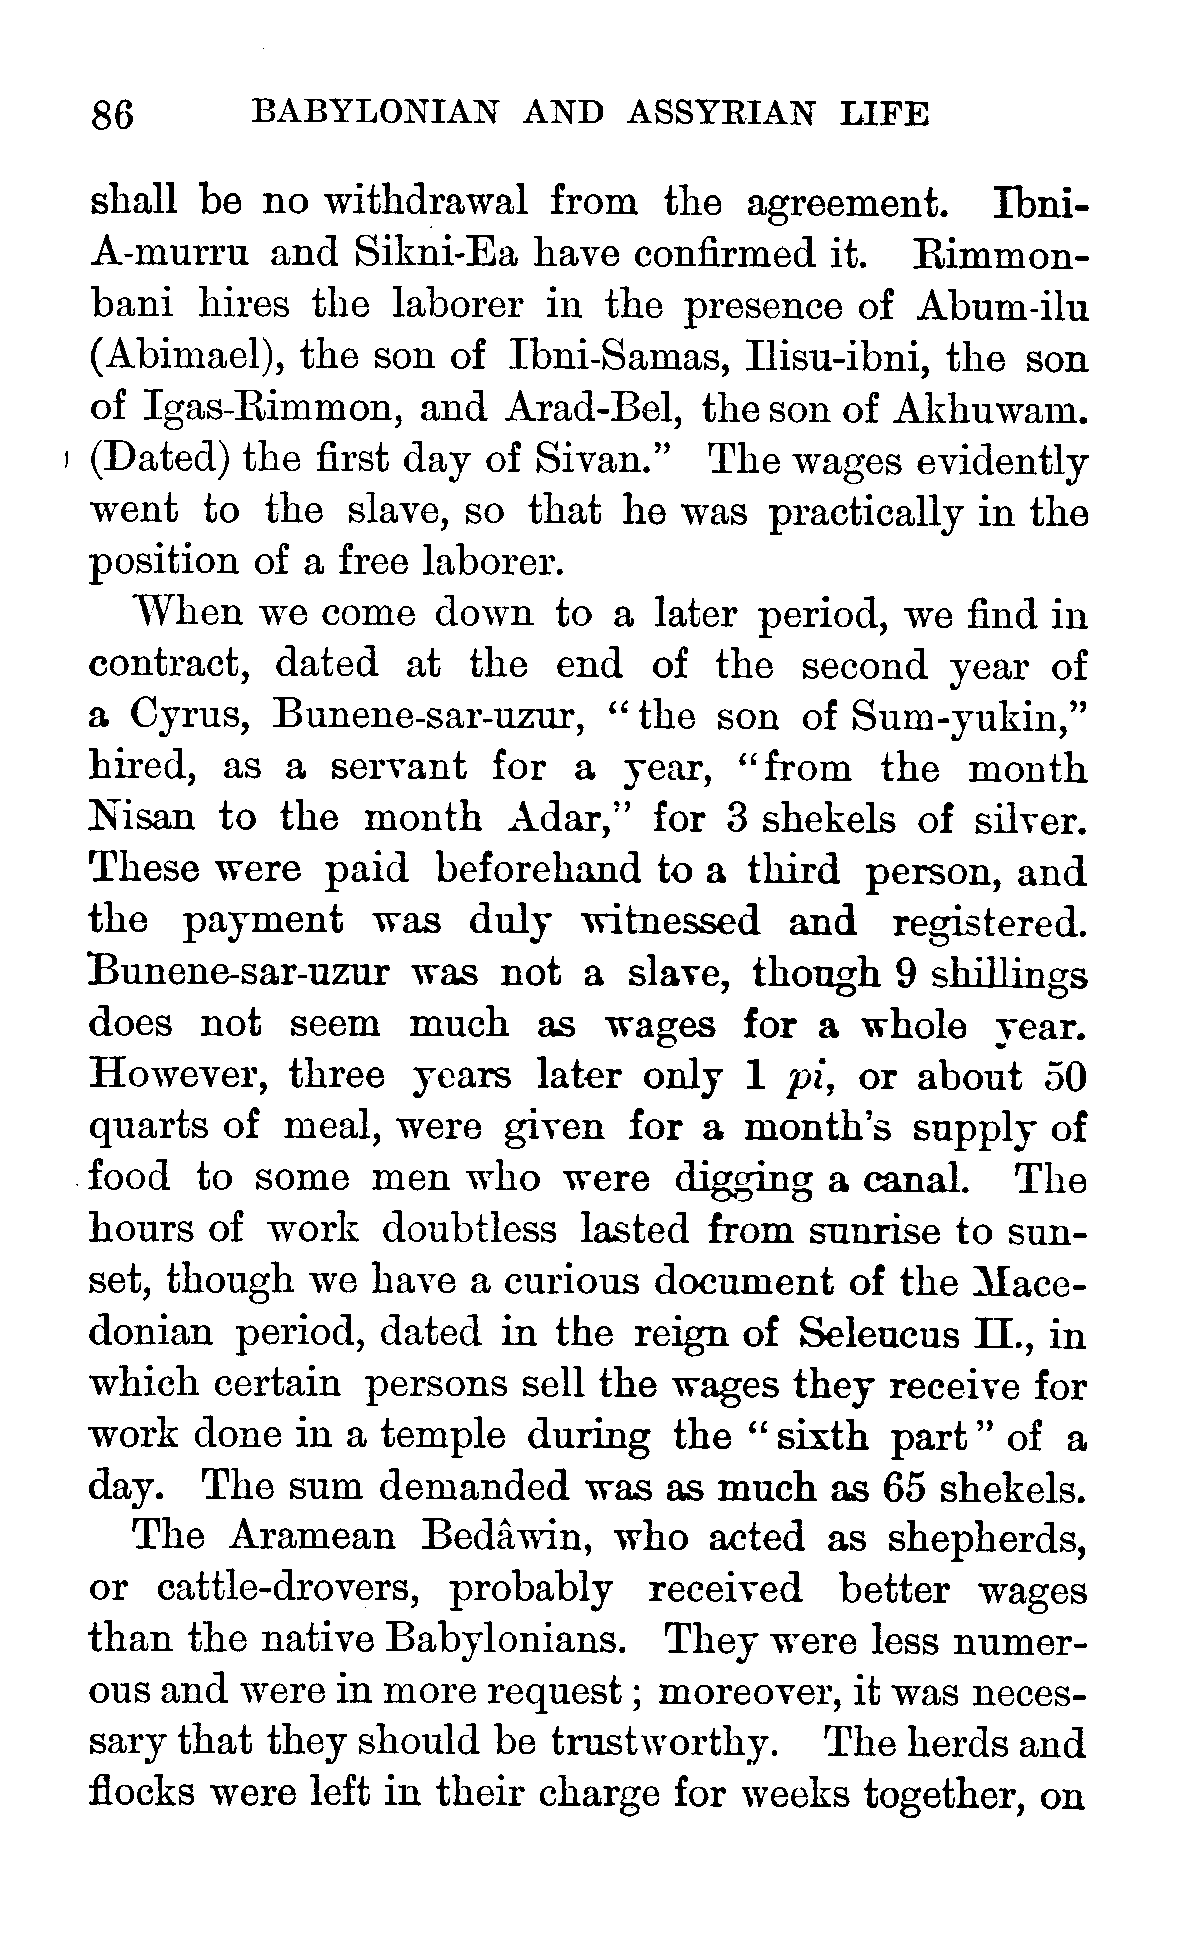 86 BABYLONIAN AND ASSYRIAN LIFE
shall be no withdrawal from the agreement. Ibni-
A-murru and Sikni-Ea have confirmed it. Rimmon-
bani hires the laborer in the presence of Abum-ilu
(Abimael), the son of Ibni-Samas, Ilisu-ibni, the son
of Igas-Rimmon, and Arad-Bel, the son of Akhuwam.
(Dated) the first day of Sivan.” The wages evidently
went to the slave, so that he was practically in the
position of a free laborer.
When we come down to a later period, we find in
contract, dated at the end of the second year of
a Cyrus, Bunene-sar-uzur, “the son of Sum-yukin,”
hired, as a servant for a year, “from the month
Nisan to the month Adar,” for 3 shekels of silver.
These were paid beforehand to a third person, and
the payment was duly witnessed and registered.
Bunene-sar-uzur was not a slave, though 9 shillings
does not seem much as wages for a whole year.
However, three years later only 1 pi, or about 50
quarts of meal, were given for a month’s supply of
food to some men who were digging a canal. The
hours of work doubtless lasted from sunrise to sun-
set, though we have a curious document of the Mace-
donian period, dated in the reign of Seleucus II., in
which certain persons sell the wages they receive for
work done in a temple during the “sixth part” of a
day. The sum demanded was as much as 65 shekels.
The Aramean Bedâwin, who acted as shepherds,
or cattle-drovers, probably received better wages
than the native Babylonians. They were less numer-
ous and were in more request; moreover, it was neces-
sary that they should be trustworthy. The herds and
flocks were left in their charge for weeks together, on